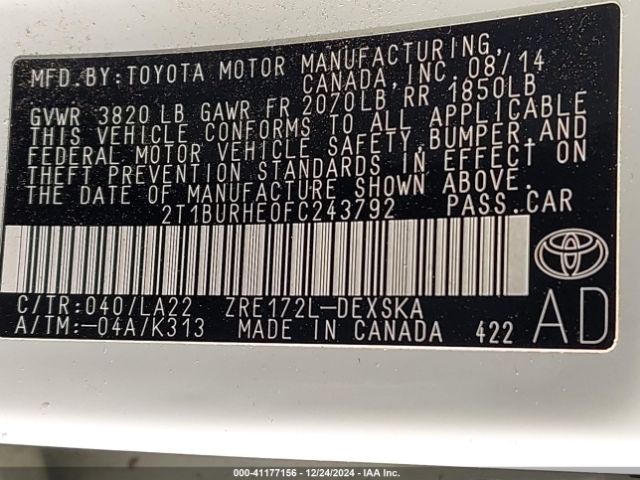 MFD.BY:TOYOTA MOTOR MANUFACTURING,
CANADA, INC. 08/14
GVWR 3820 LB GAWR FR 2070LB RR 1850LB
THIS VEHICLE CONFORMS TO ALL APPLICABLE
FEDERAL MOTOR VEHICLE SAFETY,BUMPER,AND
THEFT PREVENTION STANDARDS IN EFFECT ON
THE DATE OF MANUFACTURE SHOWN ABOVE.
2T1BURHE0FC243792 PASS.CAR
C/TR:040/LA22 ZRE172L-DEXSKA
A/TM:-04A/K313 MADE IN CANADA 422 AD
000-41177156 - 12/24/2024 - IAA Inc.